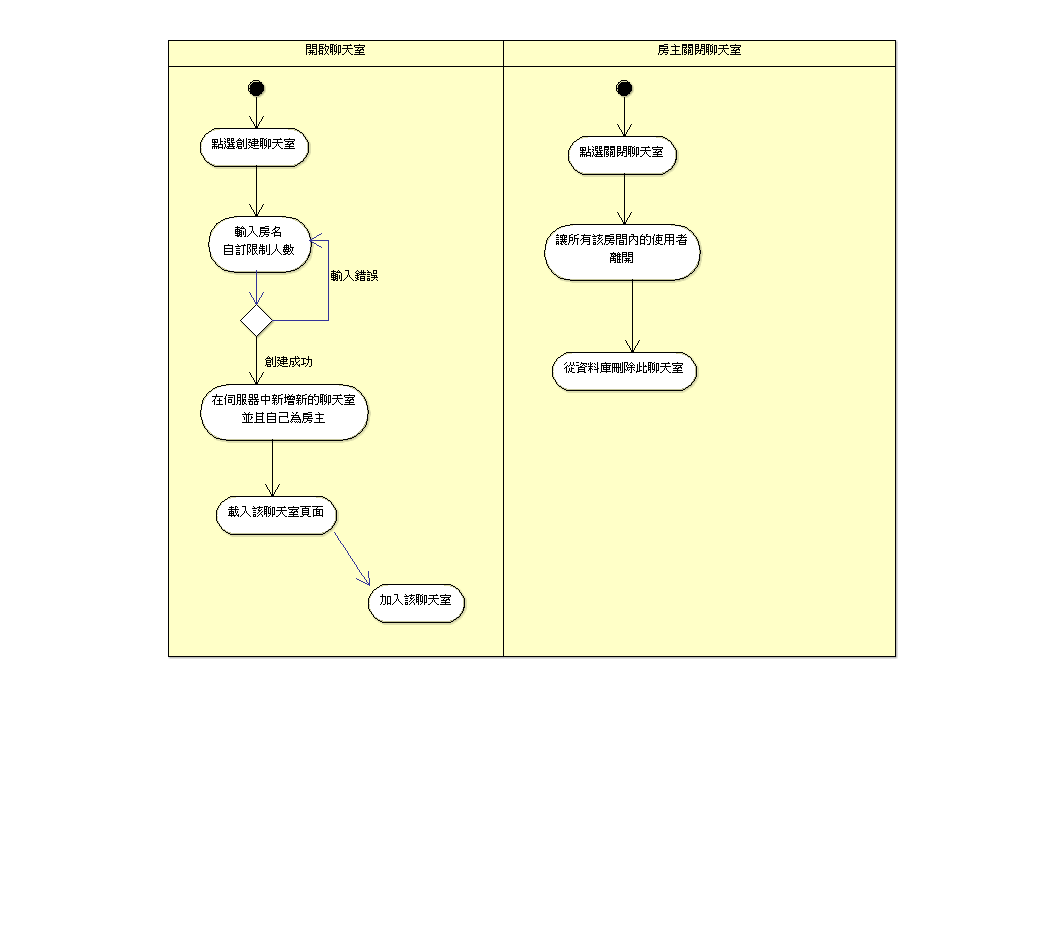 開啟聊天室
點選創建聊天室
輸入房名
自訂限制人數
輸入錯誤
創建成功
在伺服器中新增新的聊天室
並且自己為房主
載入該聊天室頁面
加入該聊天室
房主關閉聊天室
點選關閉聊天室
讓所有該房間內的使用者
離開
從資料庫刪除此聊天室